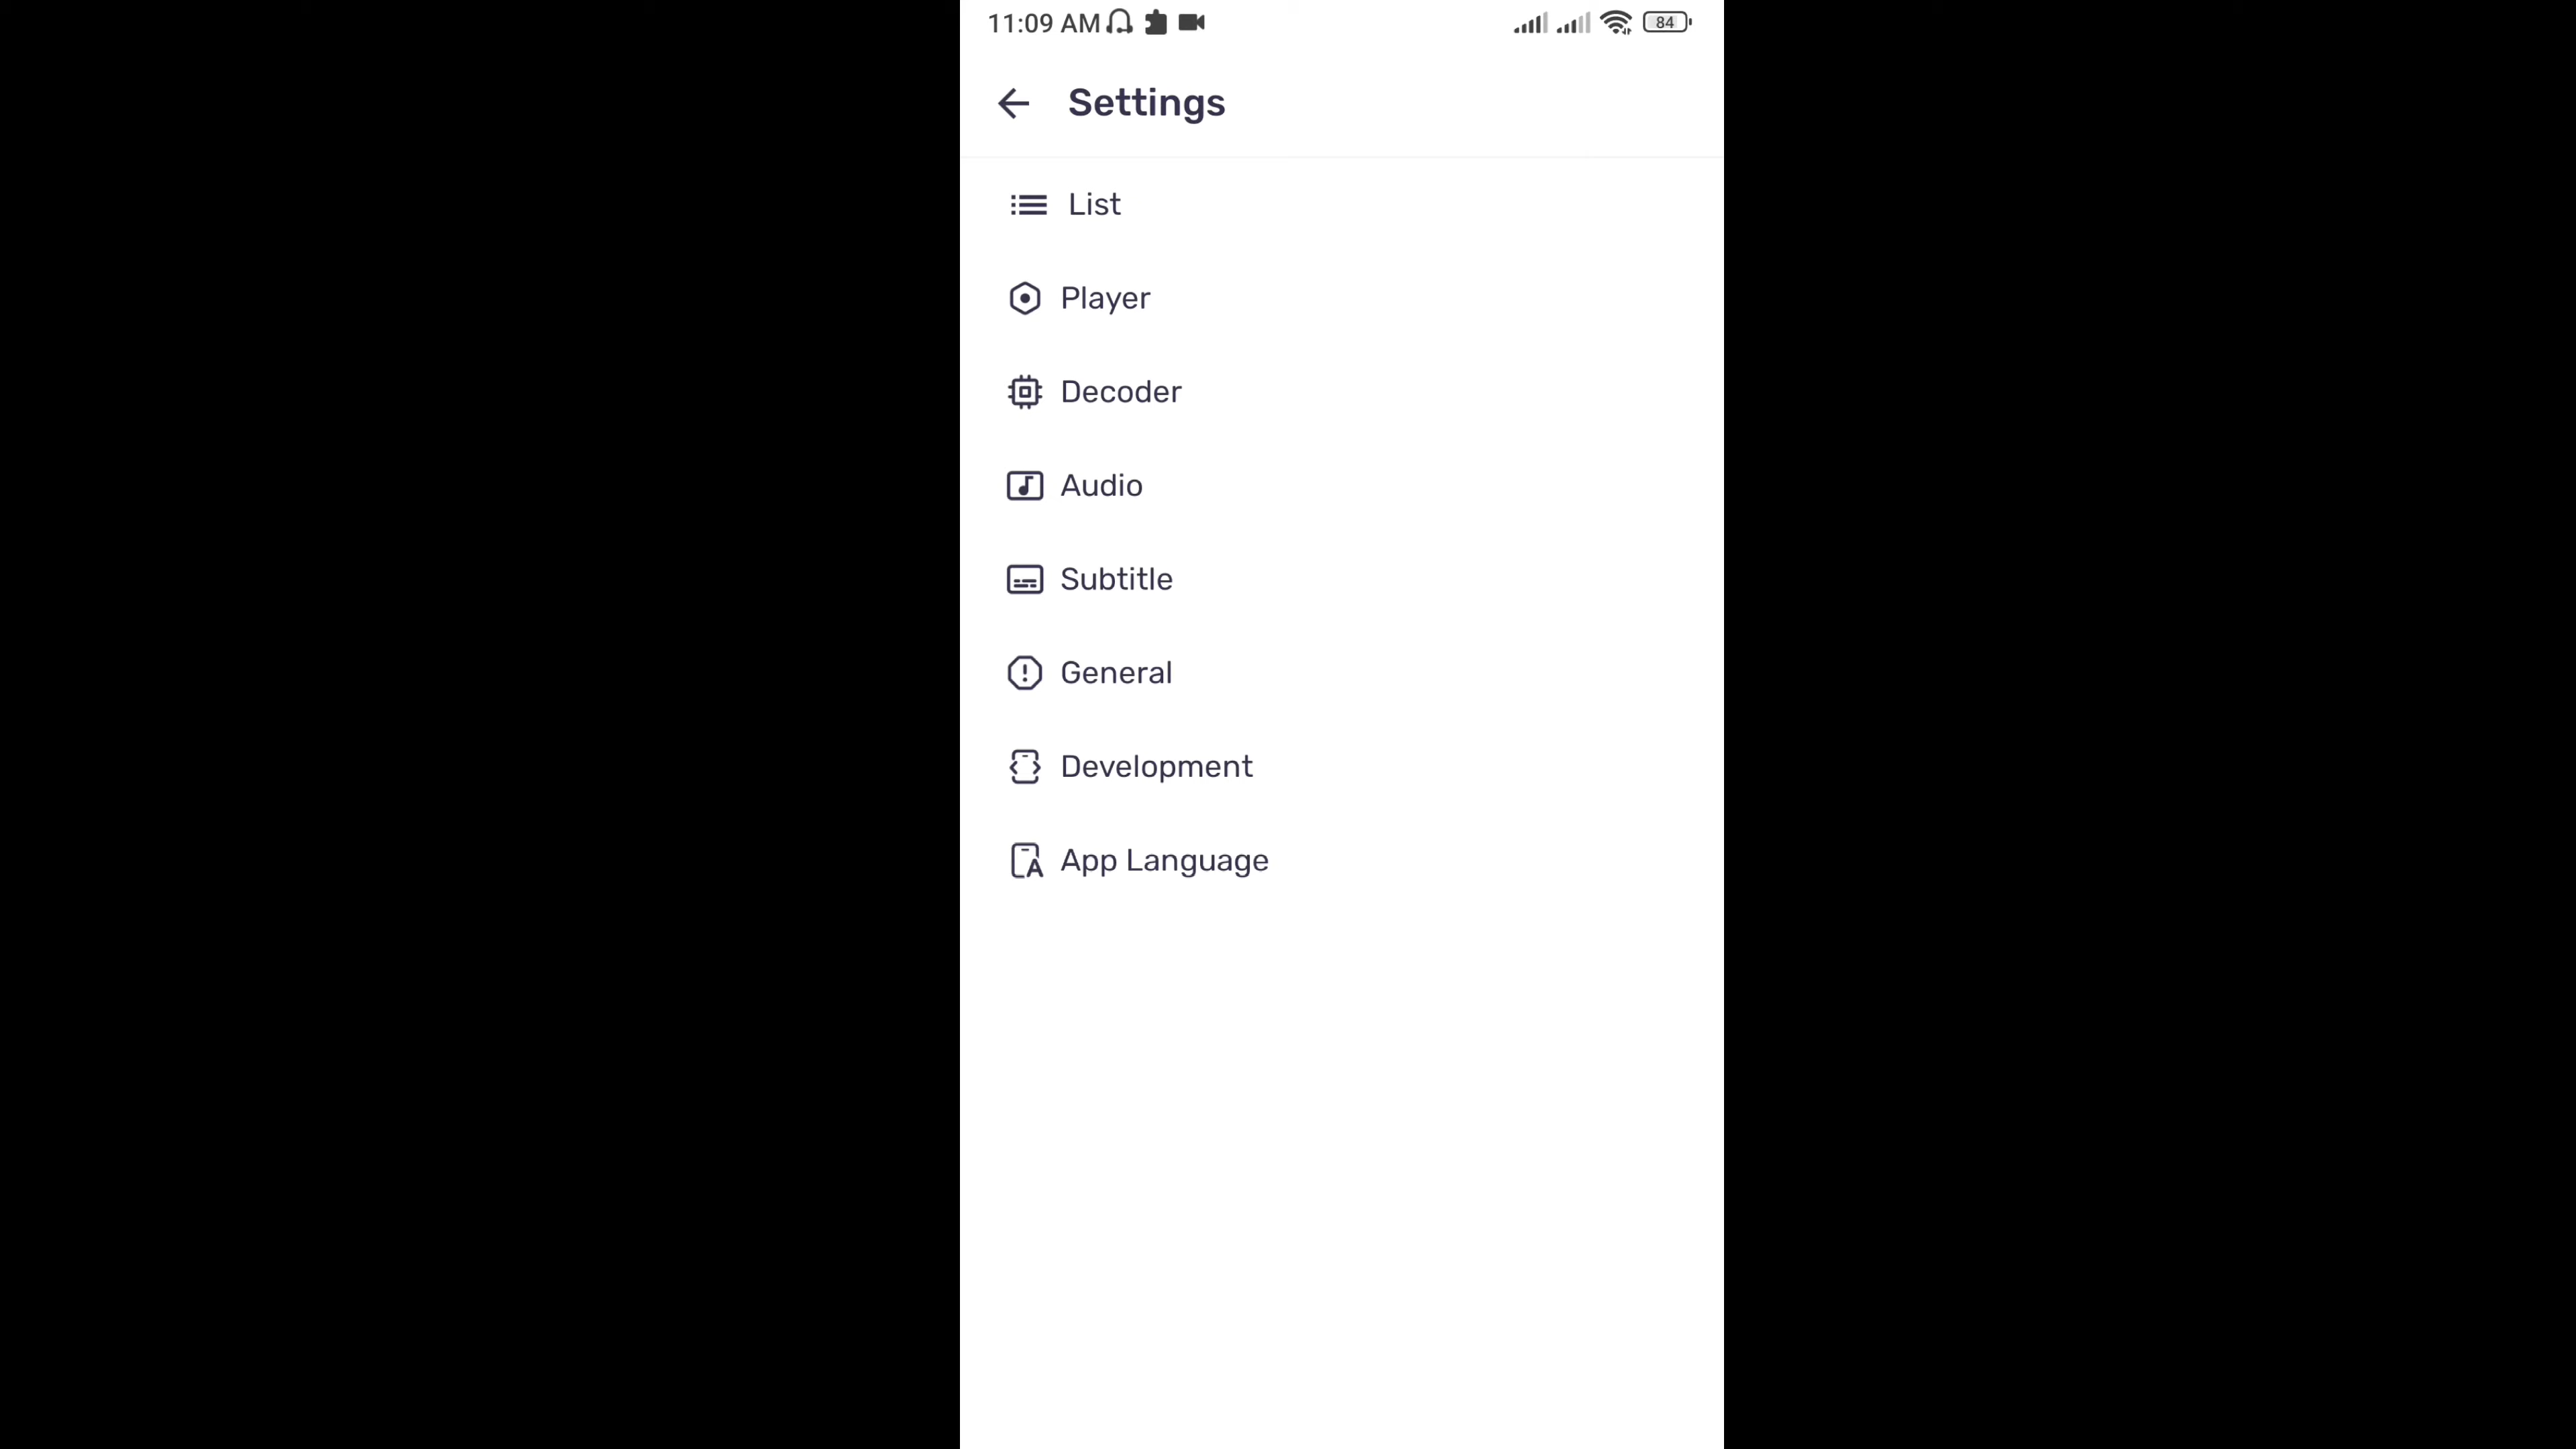 11:09 AM 84
Settings
List
Player
Decoder
Audio
Subtitle
General
Development
App Language